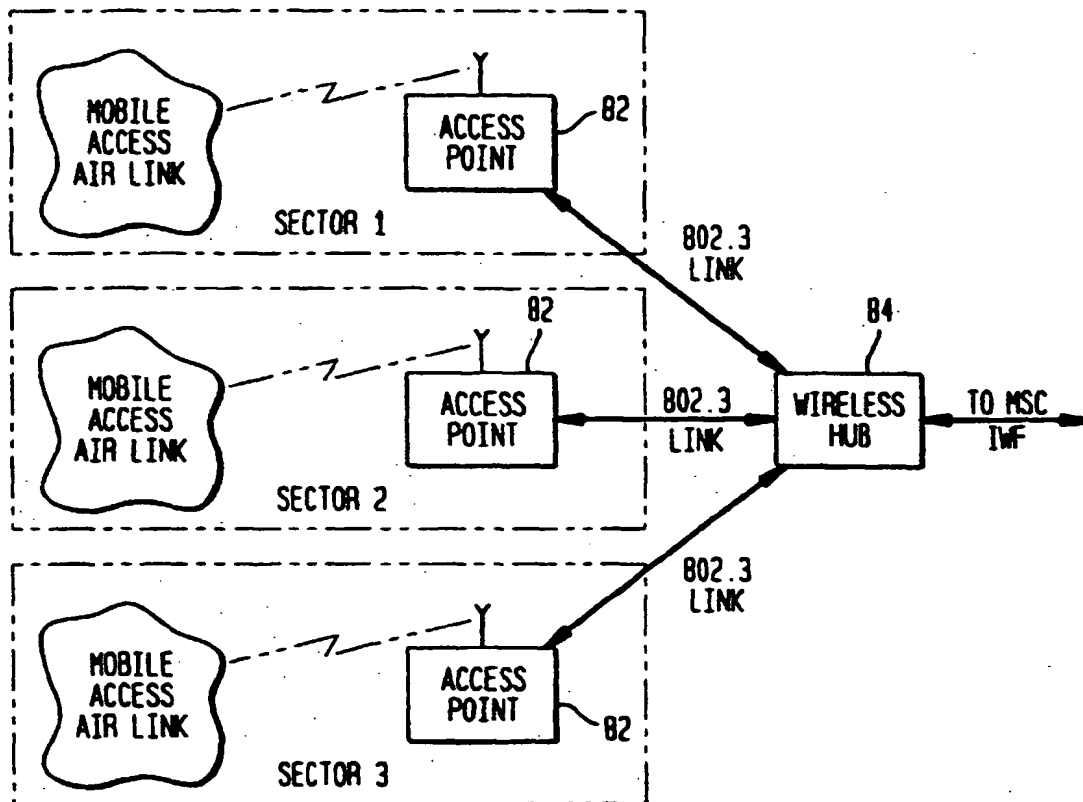 MOBILE
ACCESS
AIR LINK
ACCESS
POINT
82
SECTOR 1
802.3
LINK
MOBILE
ACCESS
AIR LINK
ACCESS
POINT
82
SECTOR 2
802.3
LINK
WIRELESS
HUB
84
TO MSC
IWF
802.3
LINK
MOBILE
ACCESS
AIR LINK
ACCESS
POINT
82
SECTOR 3